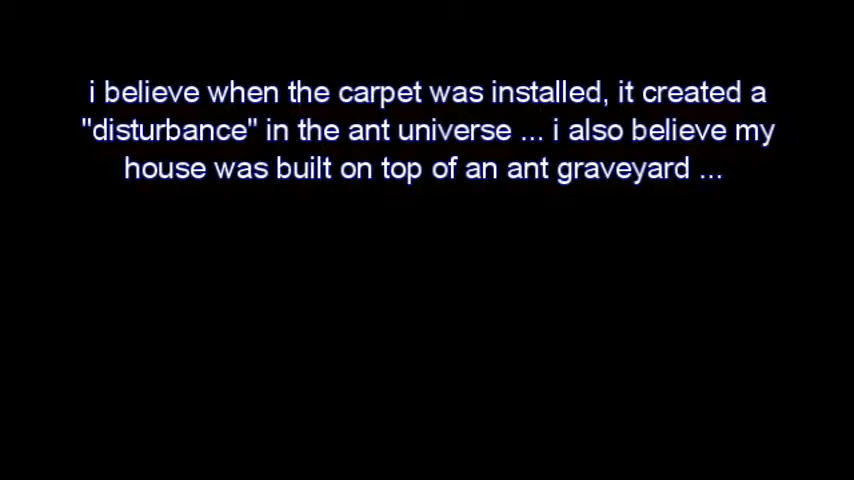 i believe when the carpet was installed, it created a
"disturbance" in the ant universe ... i also believe my
house was built on top of an ant graveyard ...